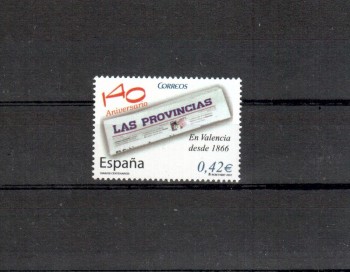 140
Aniversario
CORREOS
LAS PROVINCIAS
En Valencia
desde 1866
España
0,42€